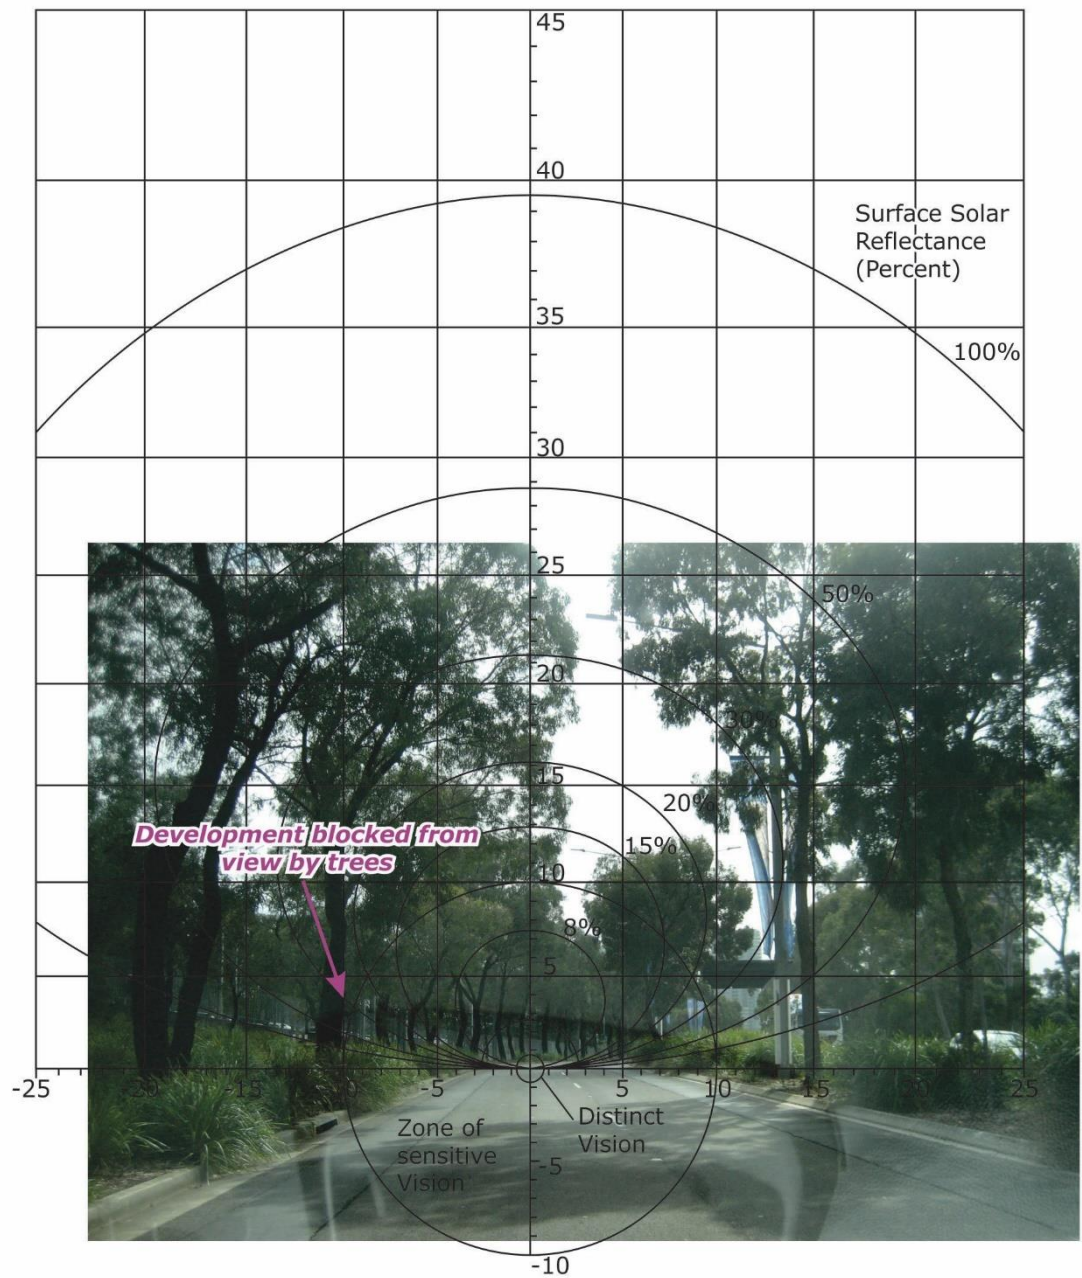 45
40
Surface Solar
Reflectance
(Percent)
35
100%
30
25
50%
20
30%
15
20%
Development blocked from
view by trees
15%
10
8%
5
-25
-20
-15
-10
-5
5
10
15
20
25
Zone of
sensitive
Vision
Distinct
Vision
-5
-10